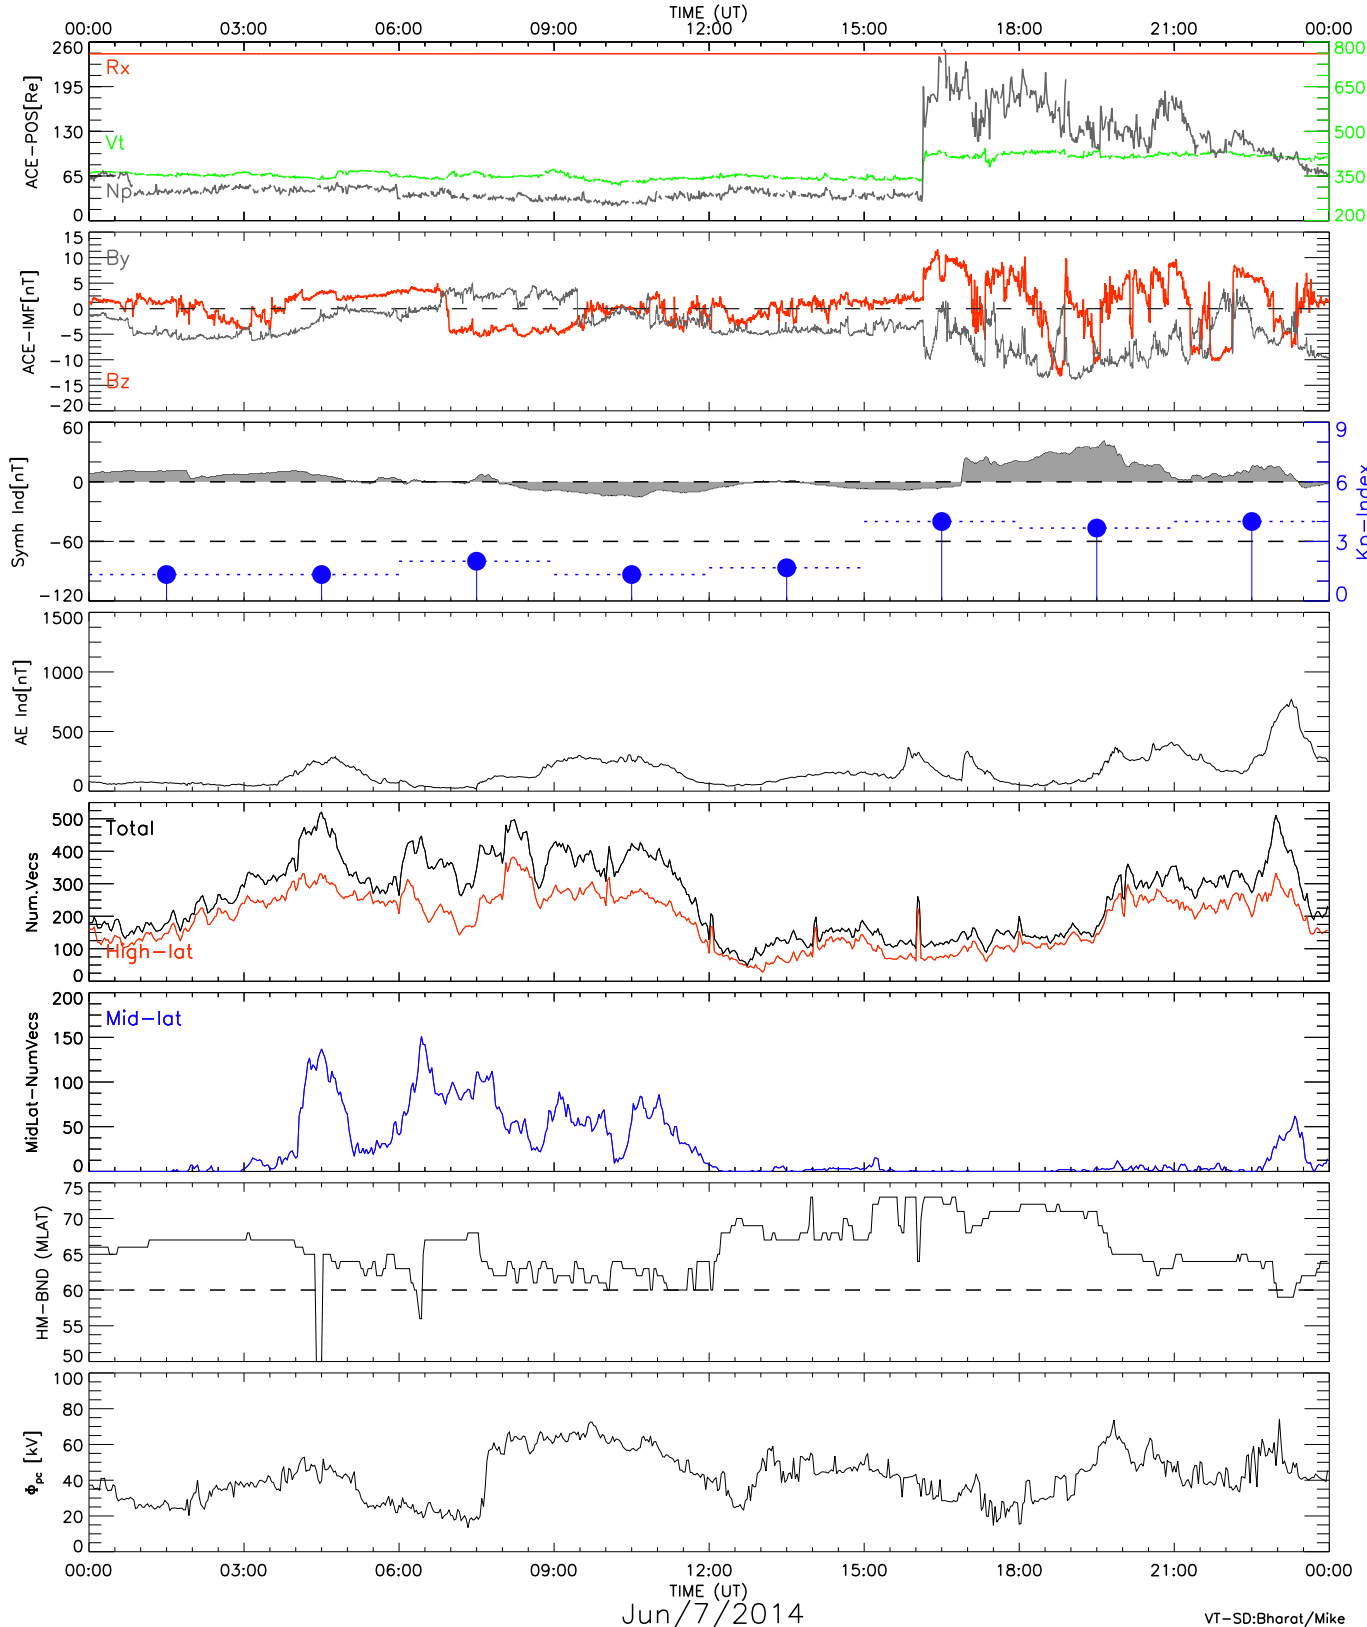 TIME (UT)
00:00 03:00 06:00 09:00 12:00 15:00 18:00 21:00 00:00
ACE-POS[Re]
260
195
130
65
0
Rx
Vt
Np
800
650
500
350
200
ACE-IMF[nT]
15
10
5
0
-5
-10
-15
-20
By
Bz
Symh Ind[nT]
60
0
-60
-120
9
6
3
0
Kp-Index
AE Ind[nT]
1500
1000
500
0
Num.Vecs
500
400
300
200
100
0
Total
High-lat
MidLat-NumVecs
200
150
100
50
0
Mid-lat
HM-BND (MLAT)
75
70
65
60
55
50
Φpc [kV]
100
80
60
40
20
0
00:00 03:00 06:00 09:00 12:00 15:00 18:00 21:00 00:00
TIME (UT)
Jun/7/2014
VT-SD:Bharat/Mike